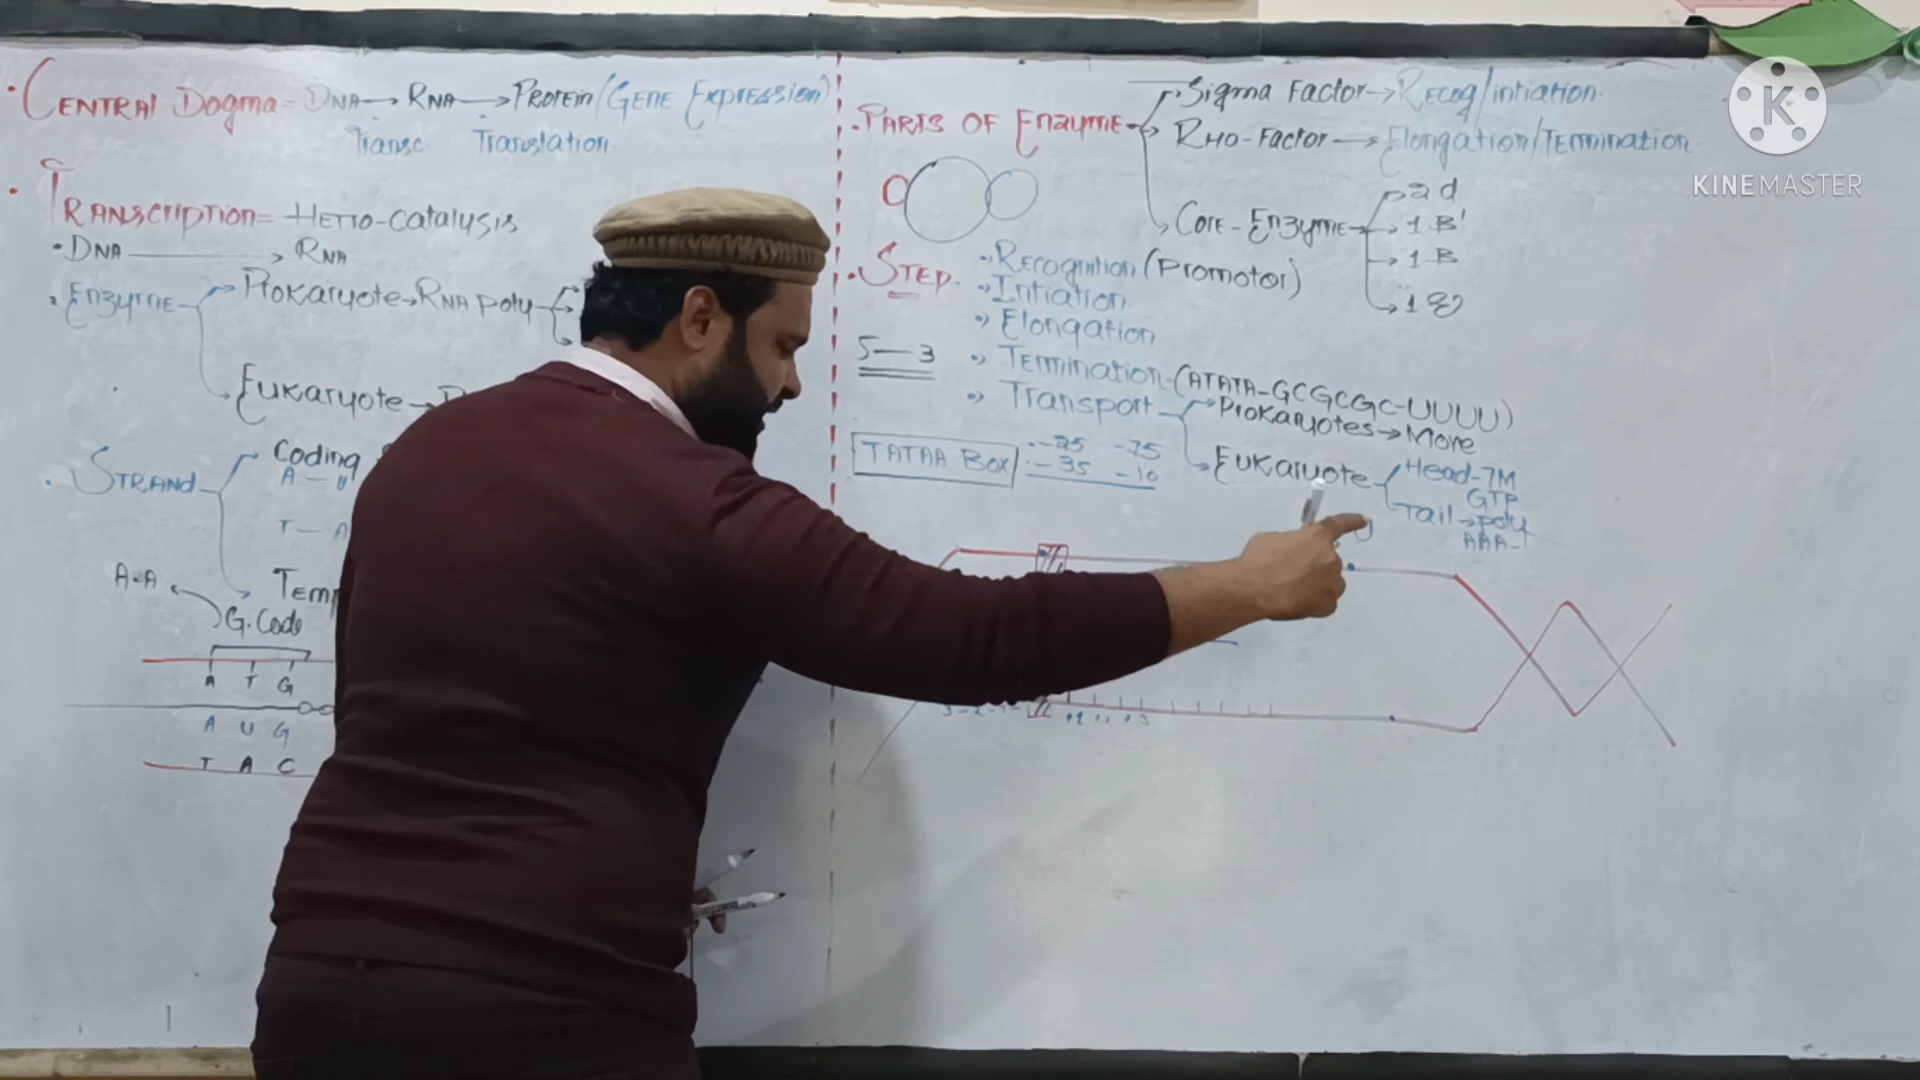 • CENTRAL Dogma = DNA → RNA → Protein (GENE Expression)
Transc. Translation
• TRANSCRIPTION = HETIO-CATALYSIS
• DNA → RNA
Enzyme Prokaryote → RNA poly
Eukaryote →
• STRAND Coding
A — U
T — A
Temp
A.A G. Code
A T G
A U G
T A C
• PARTS OF Enzyme → Sigma Factor → Recog/intiation
RHO-Factor → Elongation/Termination
Core-Enzyme → 2 α
1 B'
1 B
1
• STEP. Recognition (Promotor)
Intiation
Elongation
5 — 3 Termination-(ATATA-GCGCGC-UUUU)
Transport Prokaryotes → More
Eukaryote Head-7M
GTP
Tail → poly
AAA-T
TATAA BOX -25 -75
-35 -10
KINEMASTER